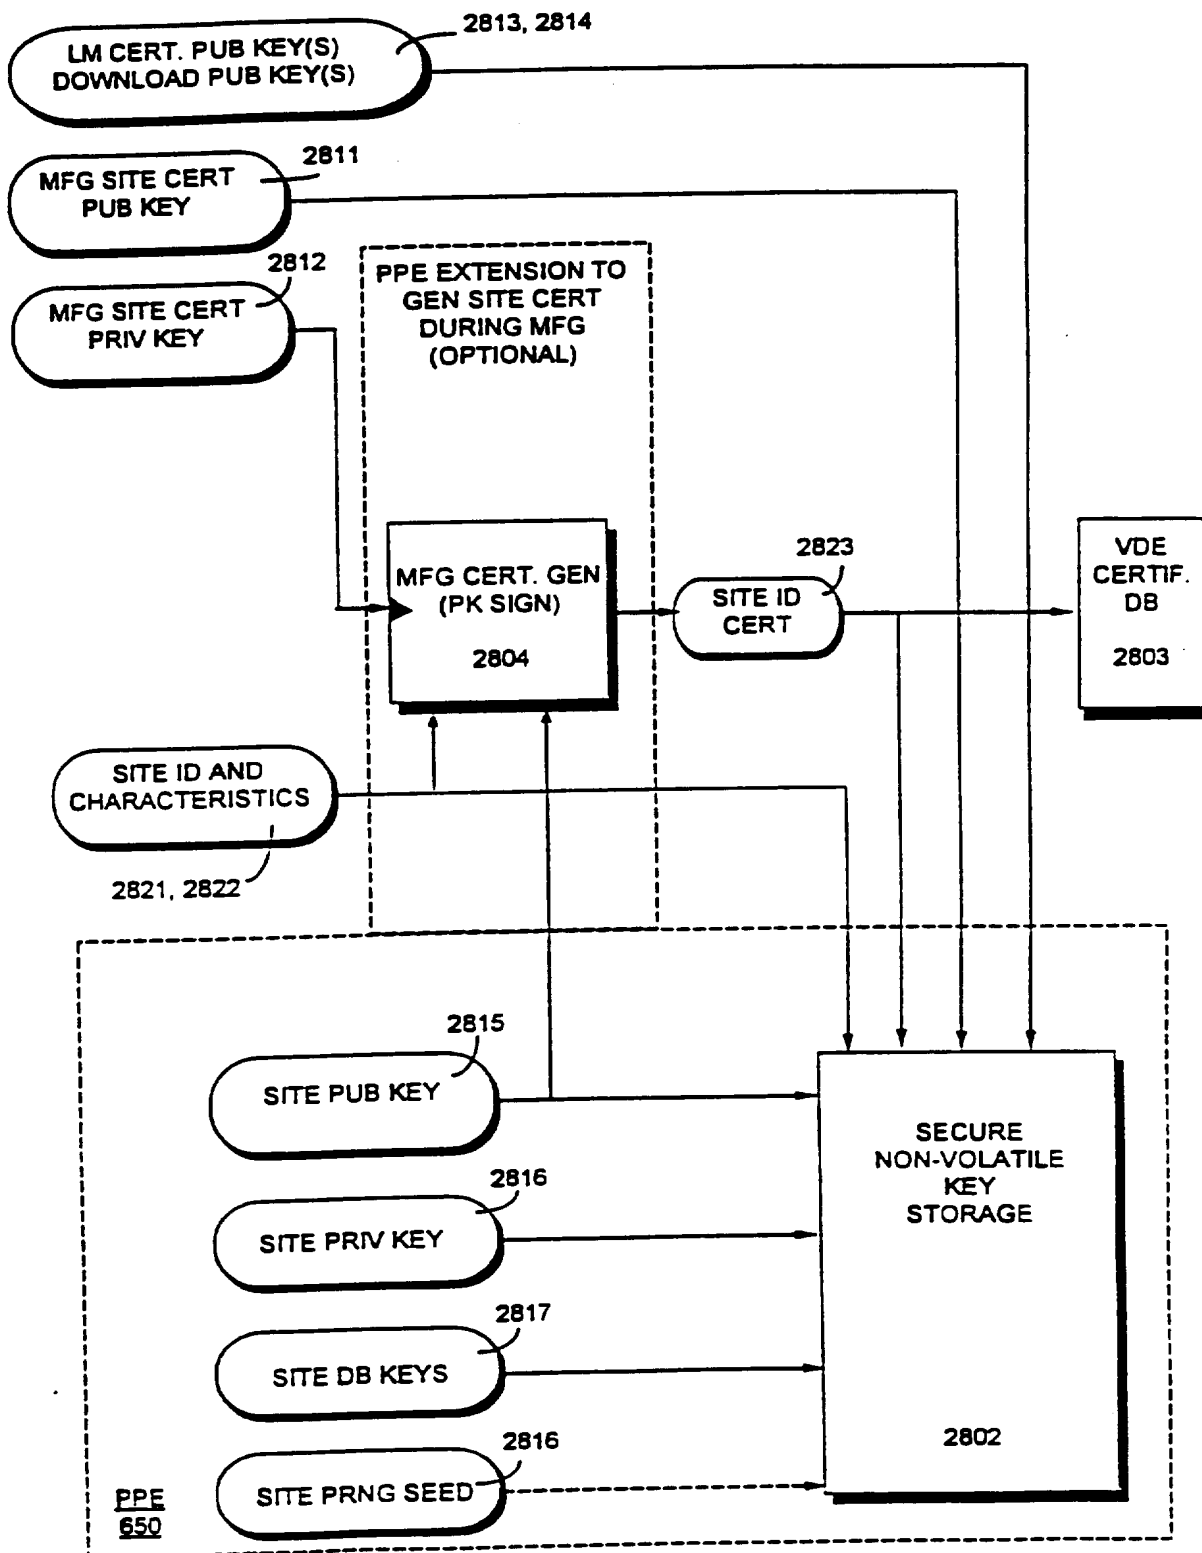 2813, 2814
LM CERT. PUB KEY(S)
DOWNLOAD PUB KEY(S)
2811
MFG SITE CERT
PUB KEY
2812
MFG SITE CERT
PRIV KEY
PPE EXTENSION TO
GEN SITE CERT
DURING MFG
(OPTIONAL)
MFG CERT. GEN
(PK SIGN)
2804
2823
SITE ID
CERT
VDE
CERTIF.
DB
2803
SITE ID AND
CHARACTERISTICS
2821, 2822
2815
SITE PUB KEY
2816
SITE PRIV KEY
2817
SITE DB KEYS
2816
SITE PRNG SEED
SECURE
NON-VOLATILE
KEY
STORAGE
2802
PPE
650